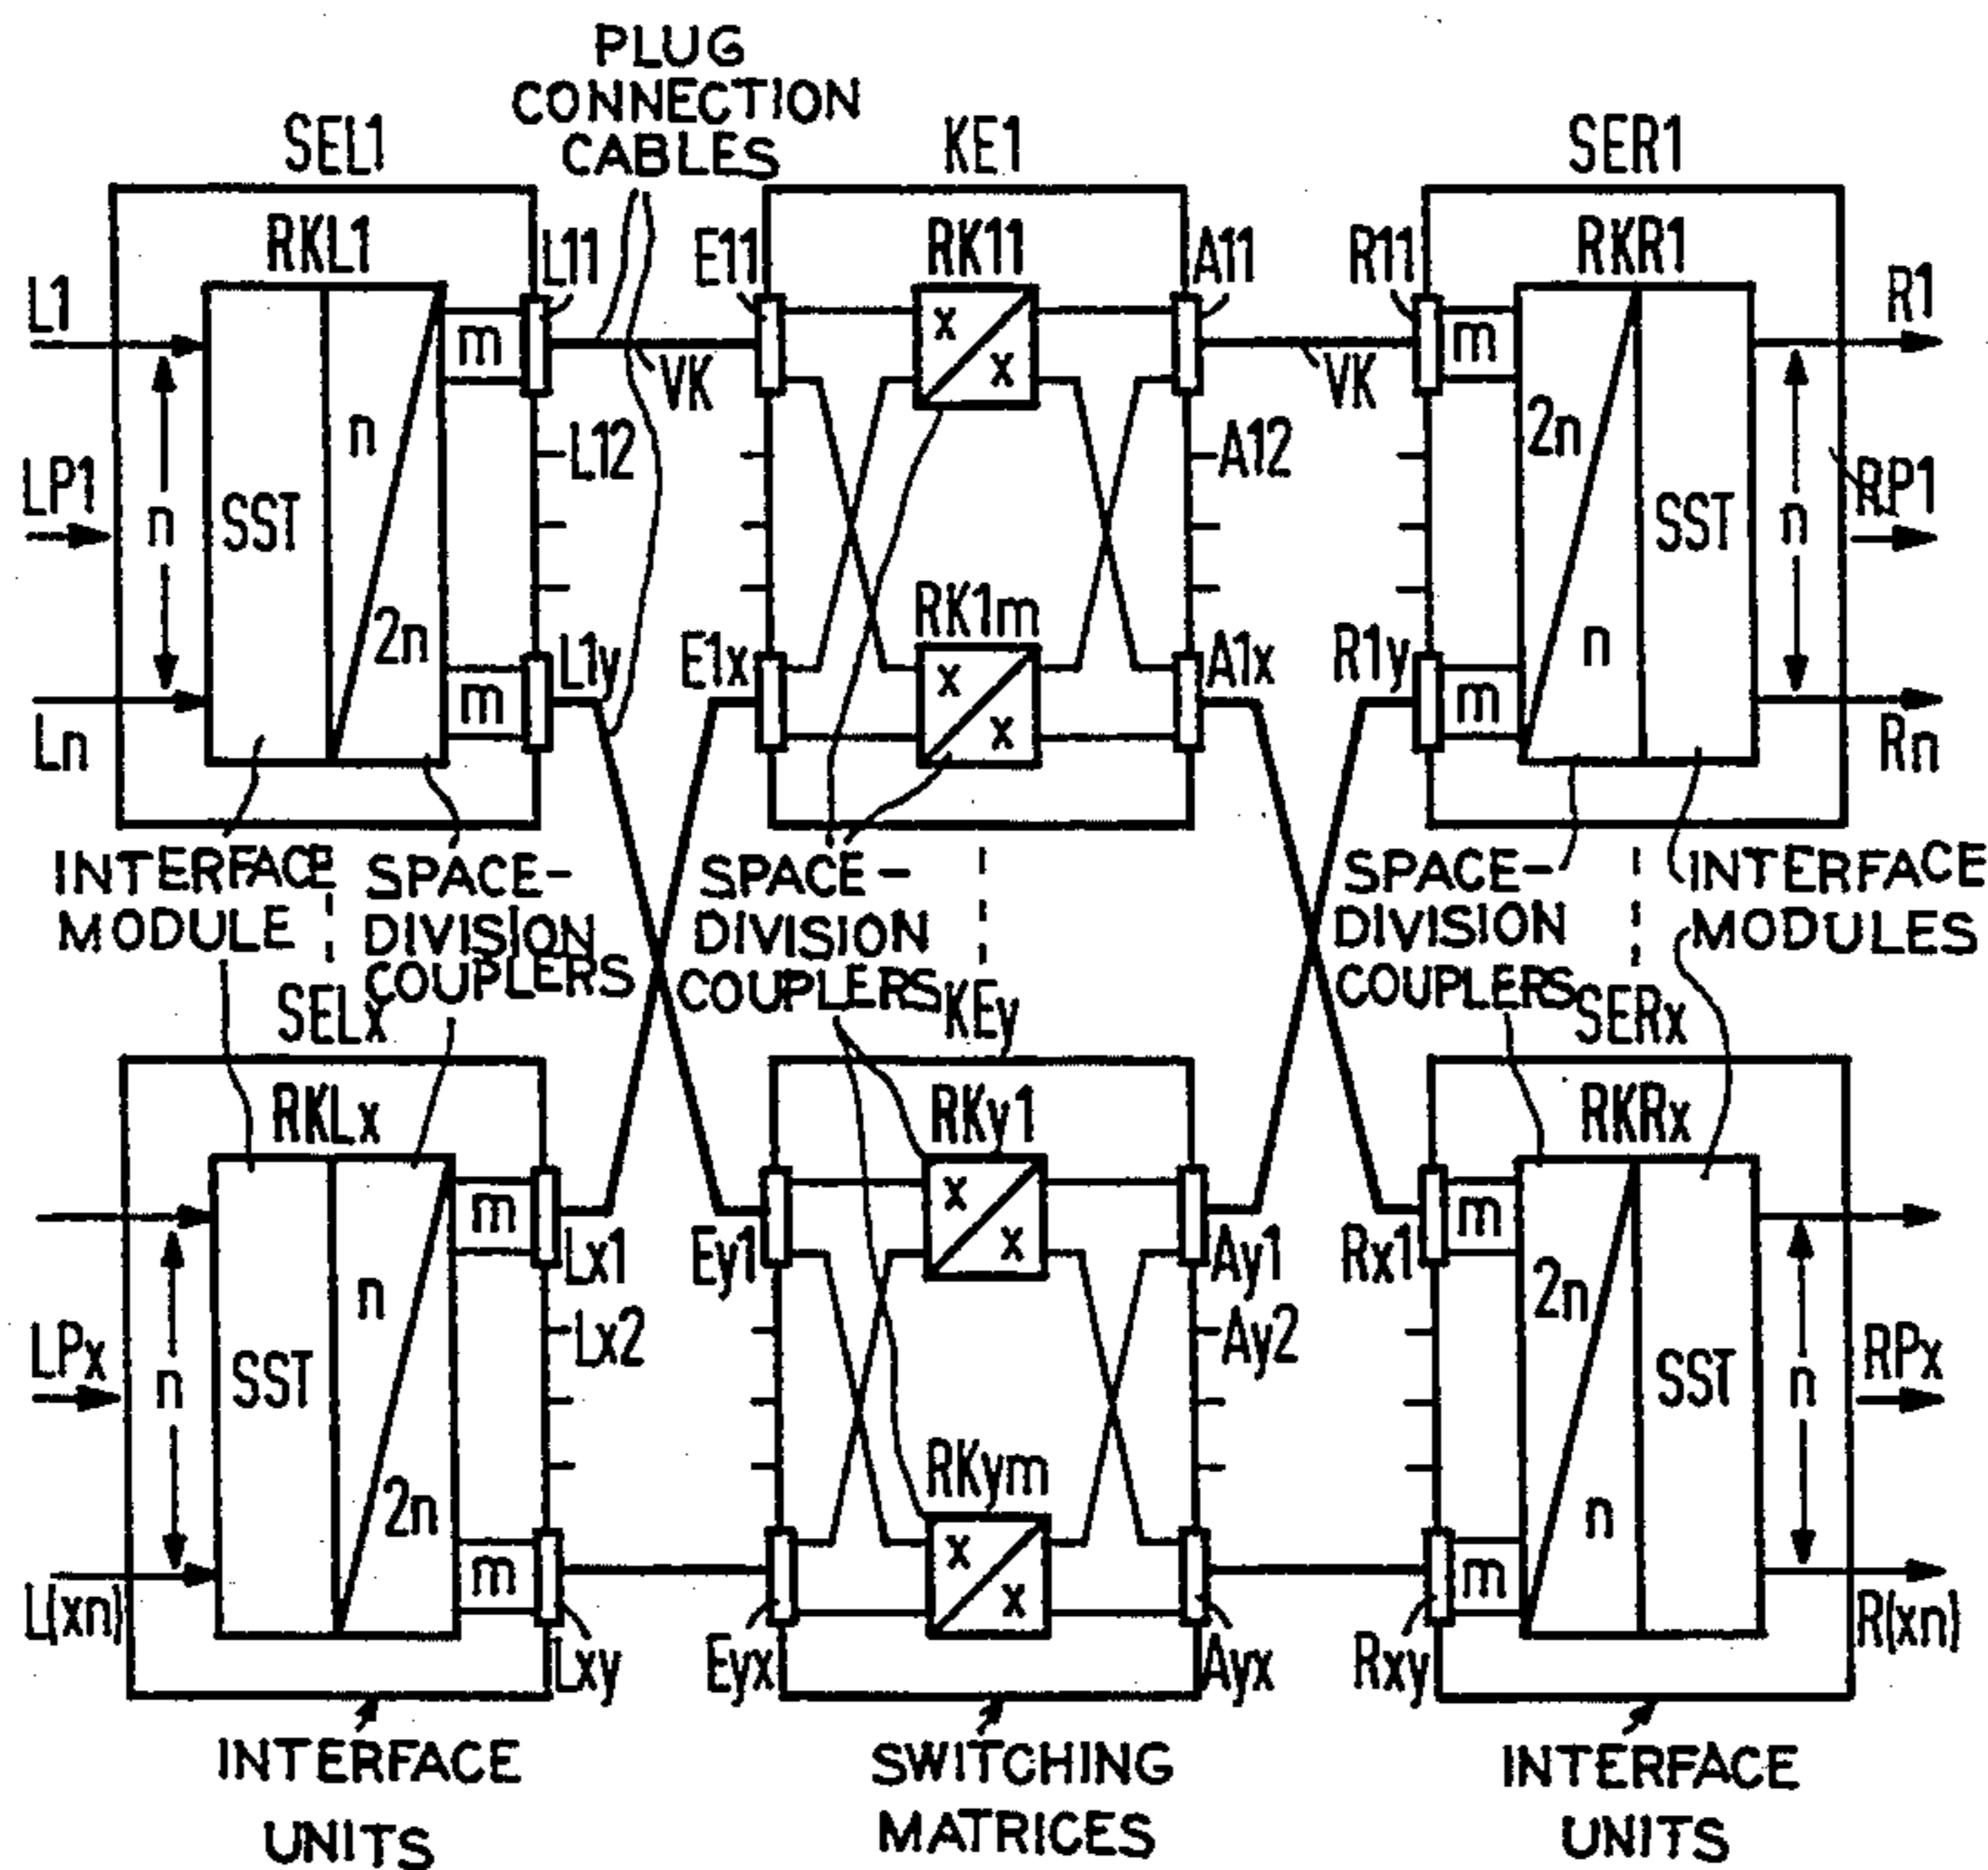 PLUG
CONNECTION
CABLES
SEL1
KE1
SER1
RKL1
L11
E11
RK11
A11
R11
RKR1
L1
R1
m
x
x
m
VK
VK
n
2n
L12
A12
LP1
n
SST
SST
n
RP1
2n
RK1m
n
L1y
E1x
A1x
R1y
m
x
x
m
Ln
Rn
INTERFACE
MODULE
SPACE-
DIVISION
COUPLERS
SPACE-
DIVISION
COUPLERS
SPACE-
DIVISION
COUPLERS
INTERFACE
MODULES
SELx
KEy
SERx
RKLx
RKy1
RKRx
m
x
x
m
Lx1
Ey1
Ay1
Rx1
n
2n
Lx2
Ay2
LPx
n
SST
SST
n
RPx
2n
RKym
n
m
x
x
m
L(xn)
R(xn)
Lxy
Eyx
Ayx
Rxy
INTERFACE
UNITS
SWITCHING
MATRICES
INTERFACE
UNITS